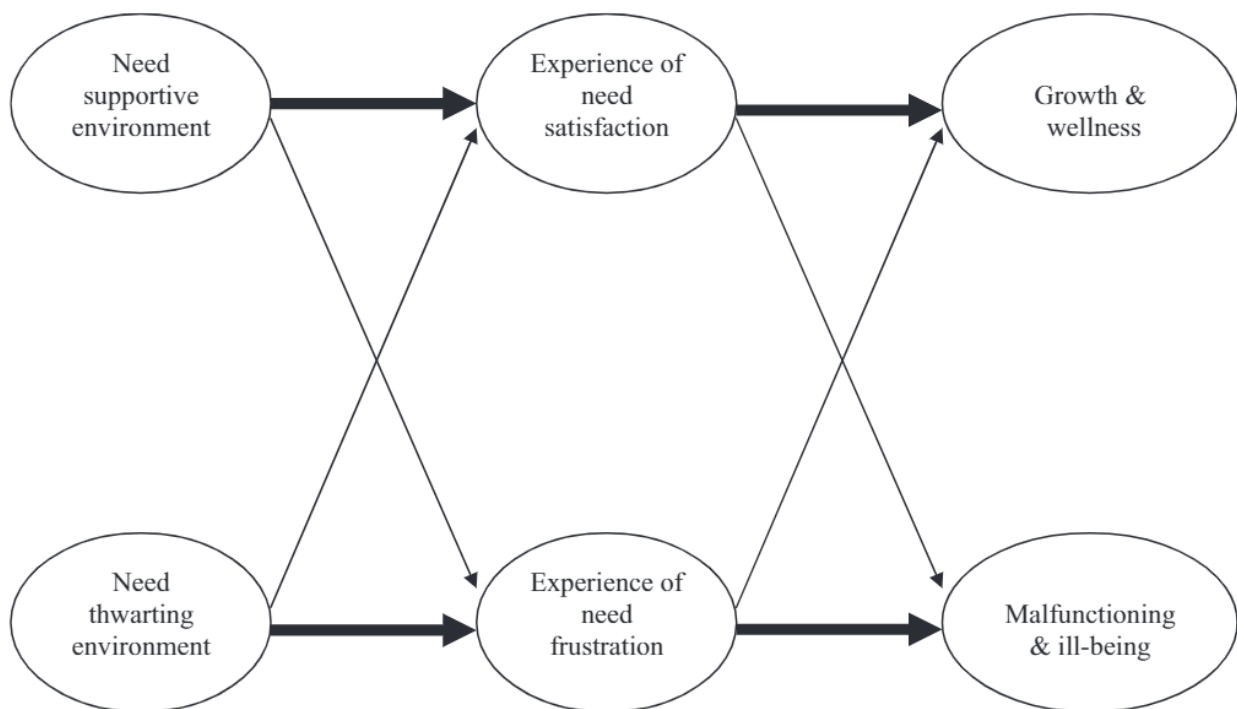 Need
supportive
environment
Experience of
need
satisfaction
Growth &
wellness
Need
thwarting
environment
Experience of
need
frustration
Malfunctioning
& ill-being